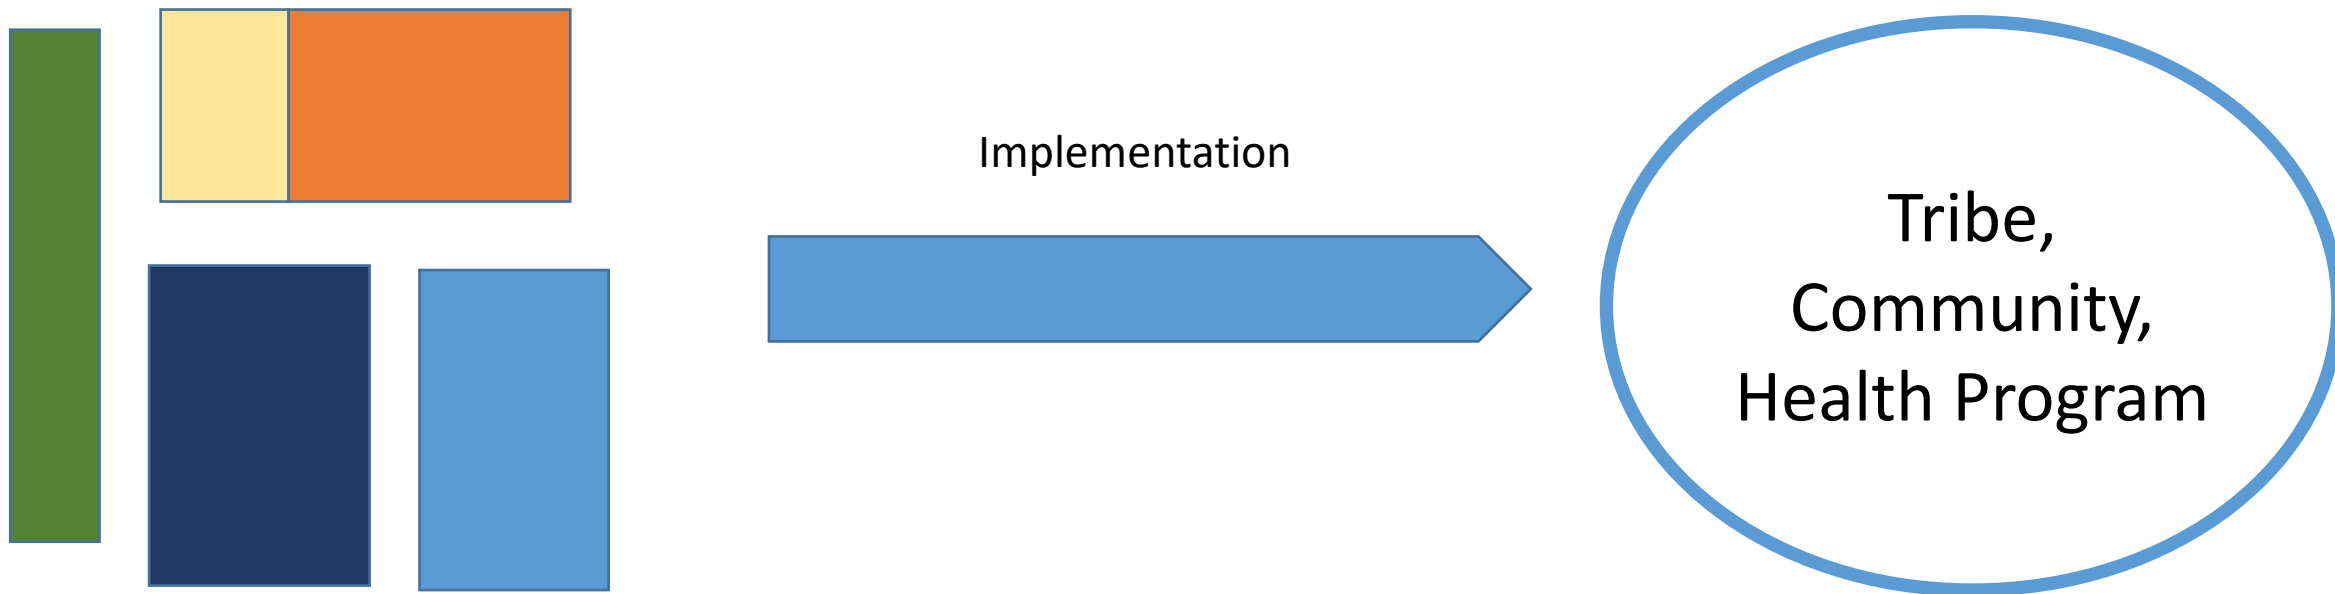 Implementation
Tribe,
Community,
Health Program